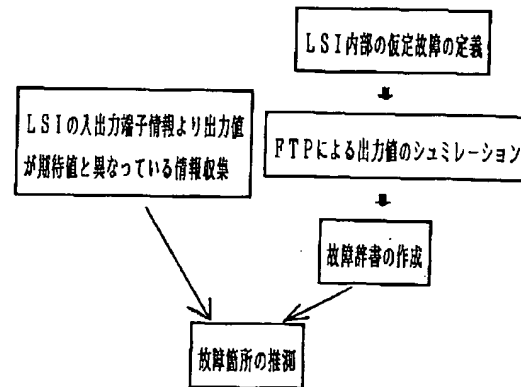 LSI内部の仮定故障の定義
LSIの入出力端子情報より出力値
が期待値と異なっている情報収集
FTPによる出力値のシュミレーション
故障辞書の作成
故障箇所の推測